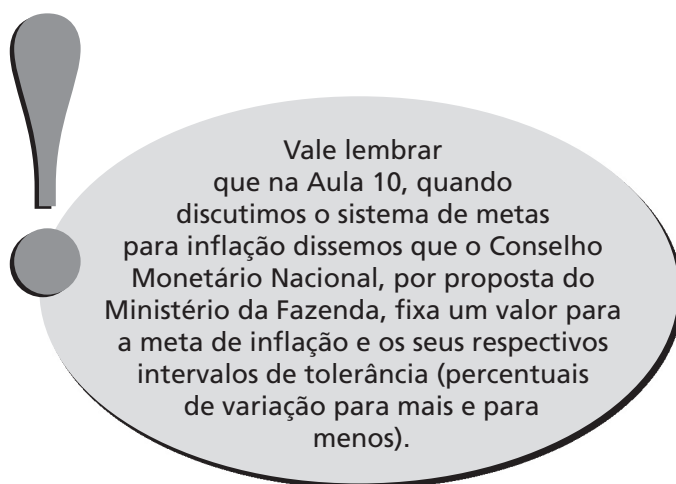 Vale lembrar
que na Aula 10, quando
discutimos o sistema de metas
para inflação dissemos que o Conselho
Monetário Nacional, por proposta do
Ministério da Fazenda, fixa um valor para
a meta de inflação e os seus respectivos
intervalos de tolerância (percentuais
de variação para mais e para
menos).